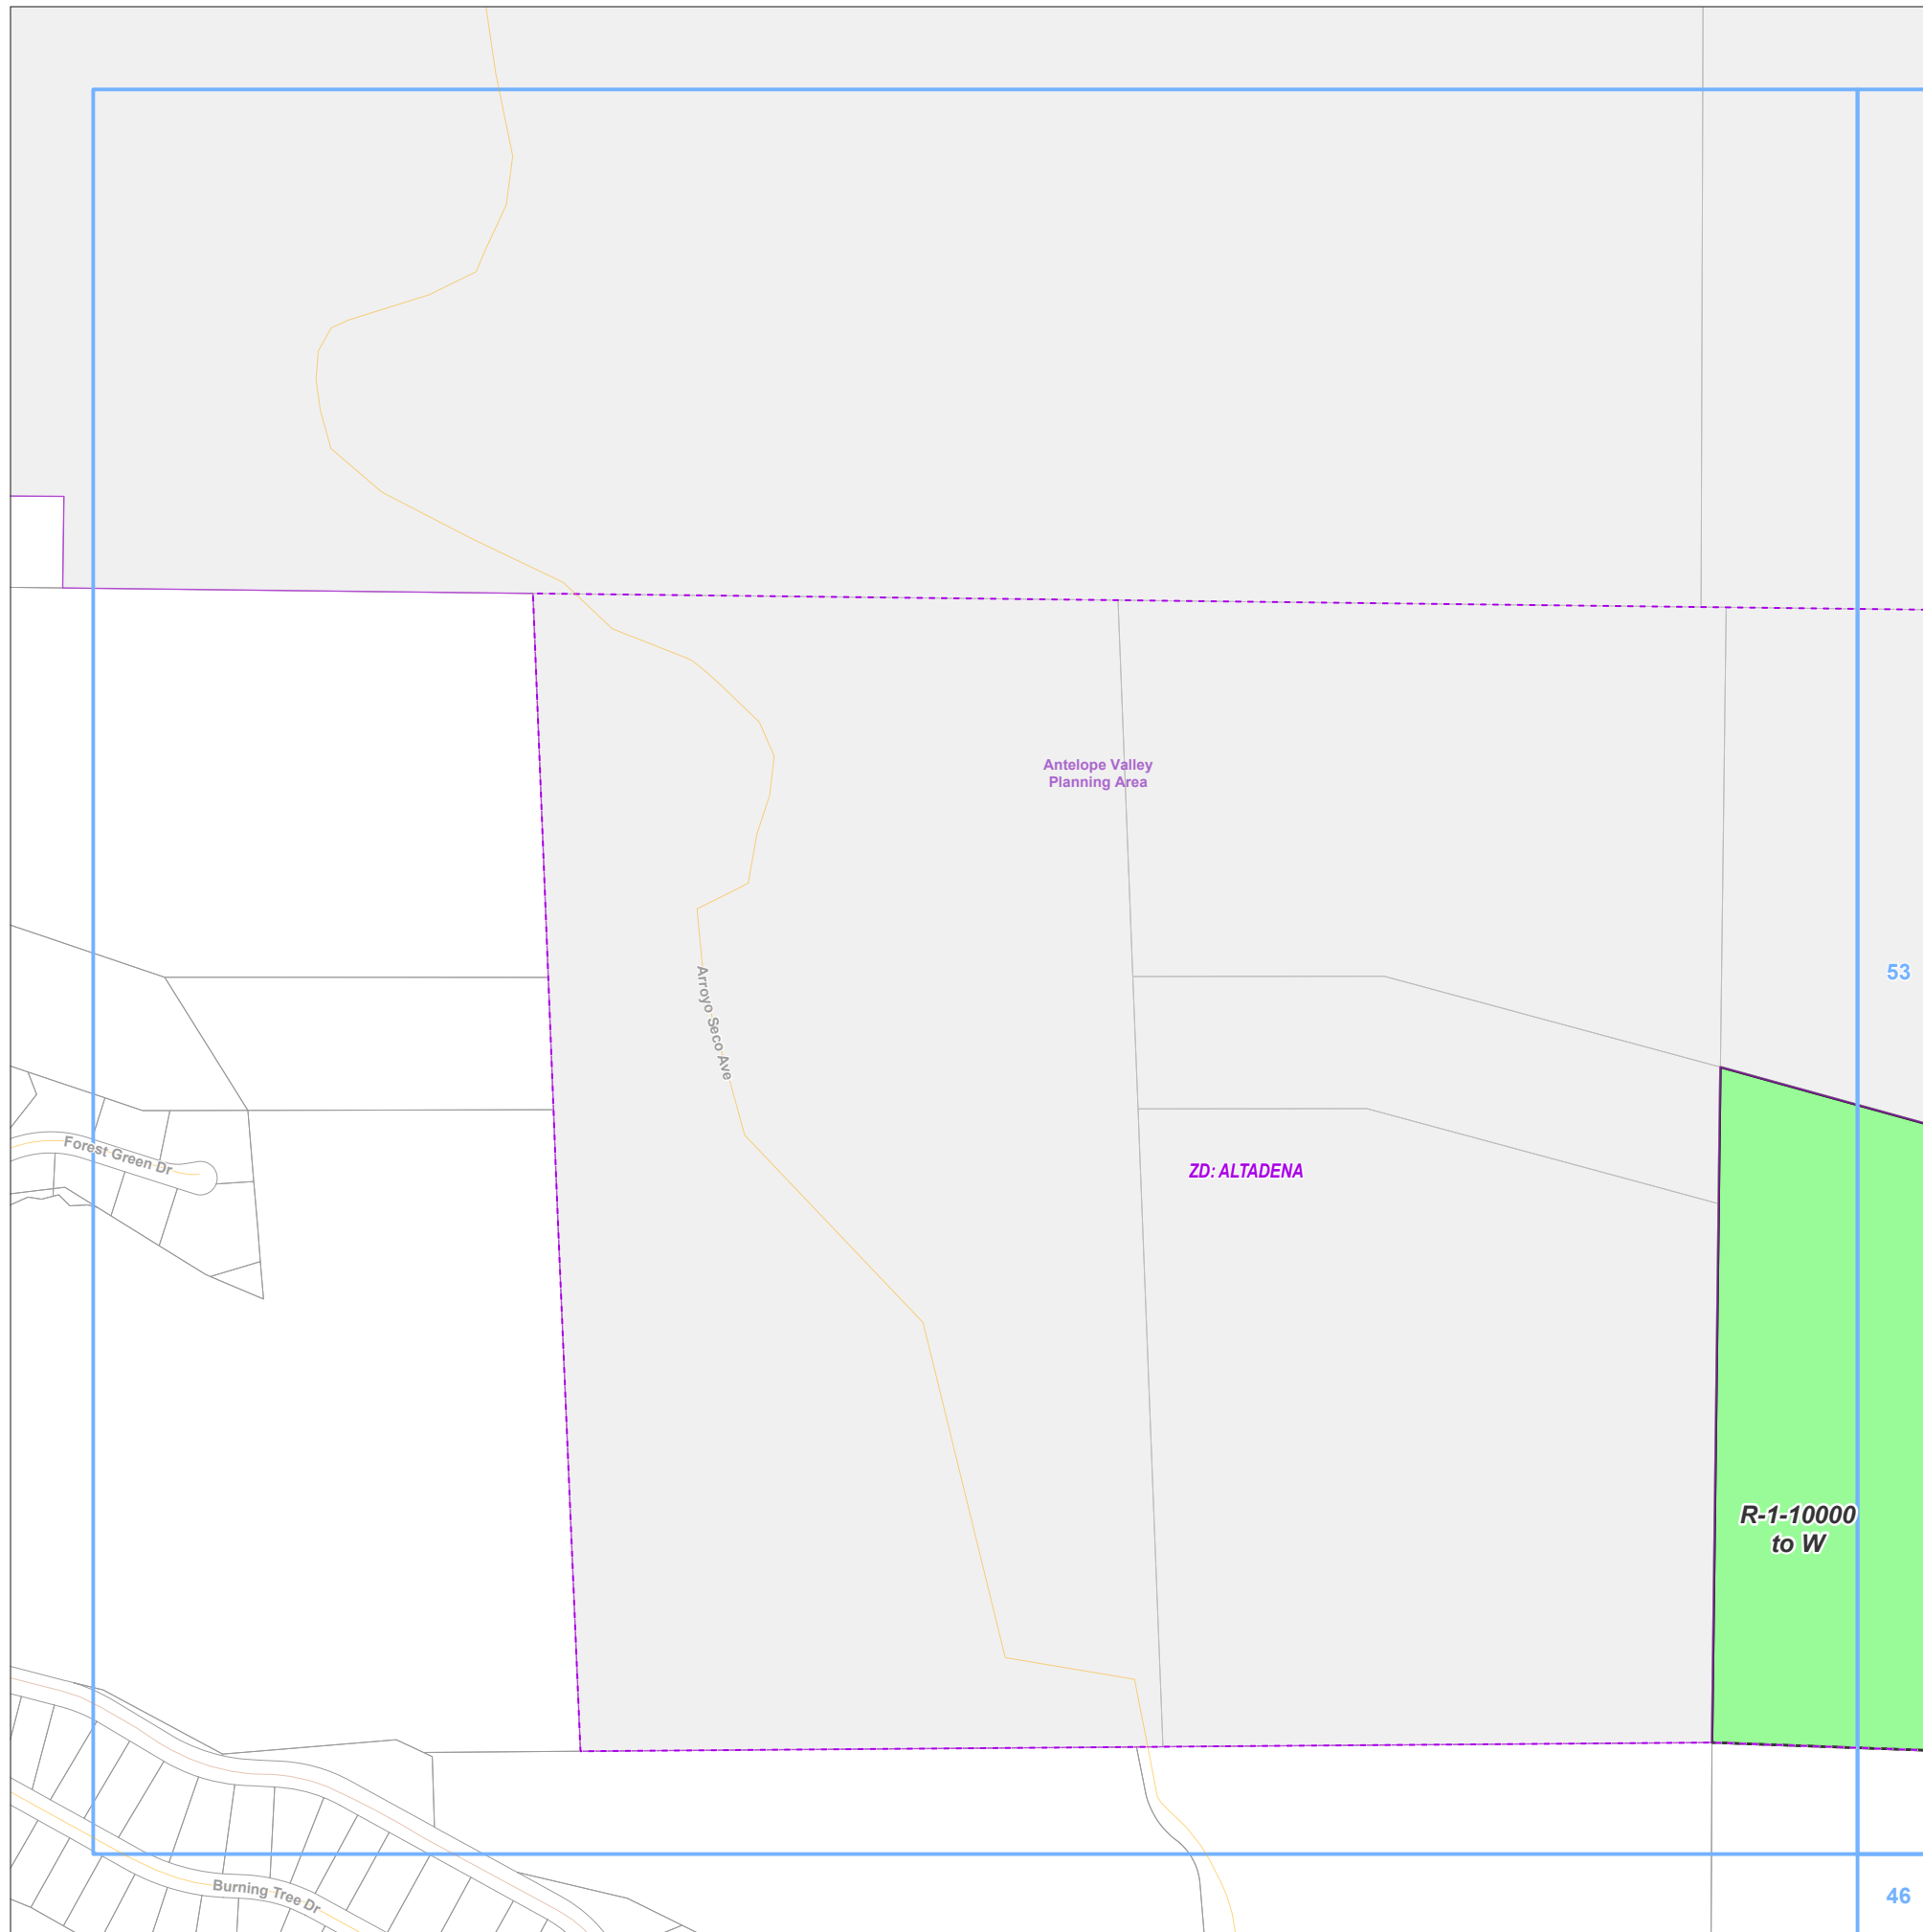 Antelope Valley
Planning Area
53
Arroyo Seco Ave
Forest Green Dr
ZD: ALTADENA
R-1-10000
to W
Burning Tree Dr
46